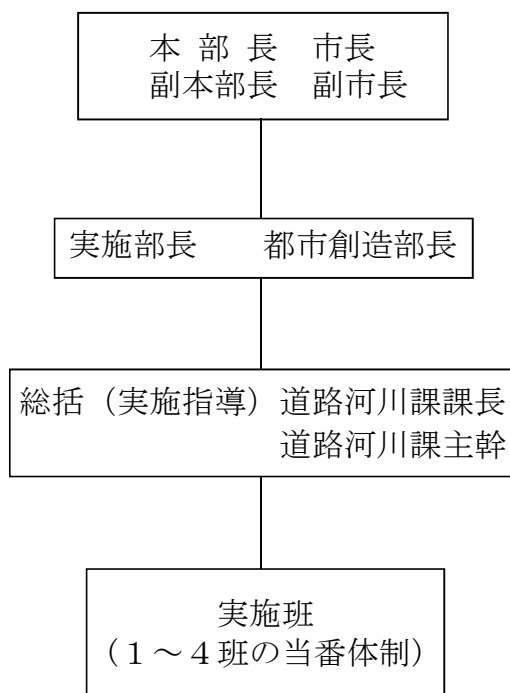 本 部 長　市長
副本部長　副市長
実施部長　　都市創造部長
総括（実施指導）道路河川課課長
道路河川課主幹
実施班
（１～４班の当番体制）